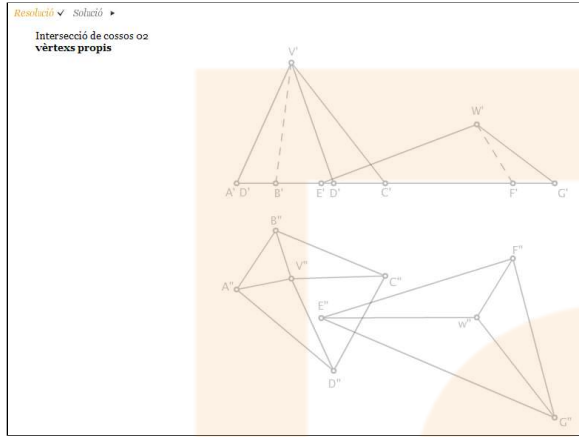 Resolució ✓ Solució ▸
Intersecció de cossos 02
vèrtexs propis
V'
W'
A' D' B' E' D' C' F' G'
B"
V"
F"
A" C"
E"
w"
D"
G"